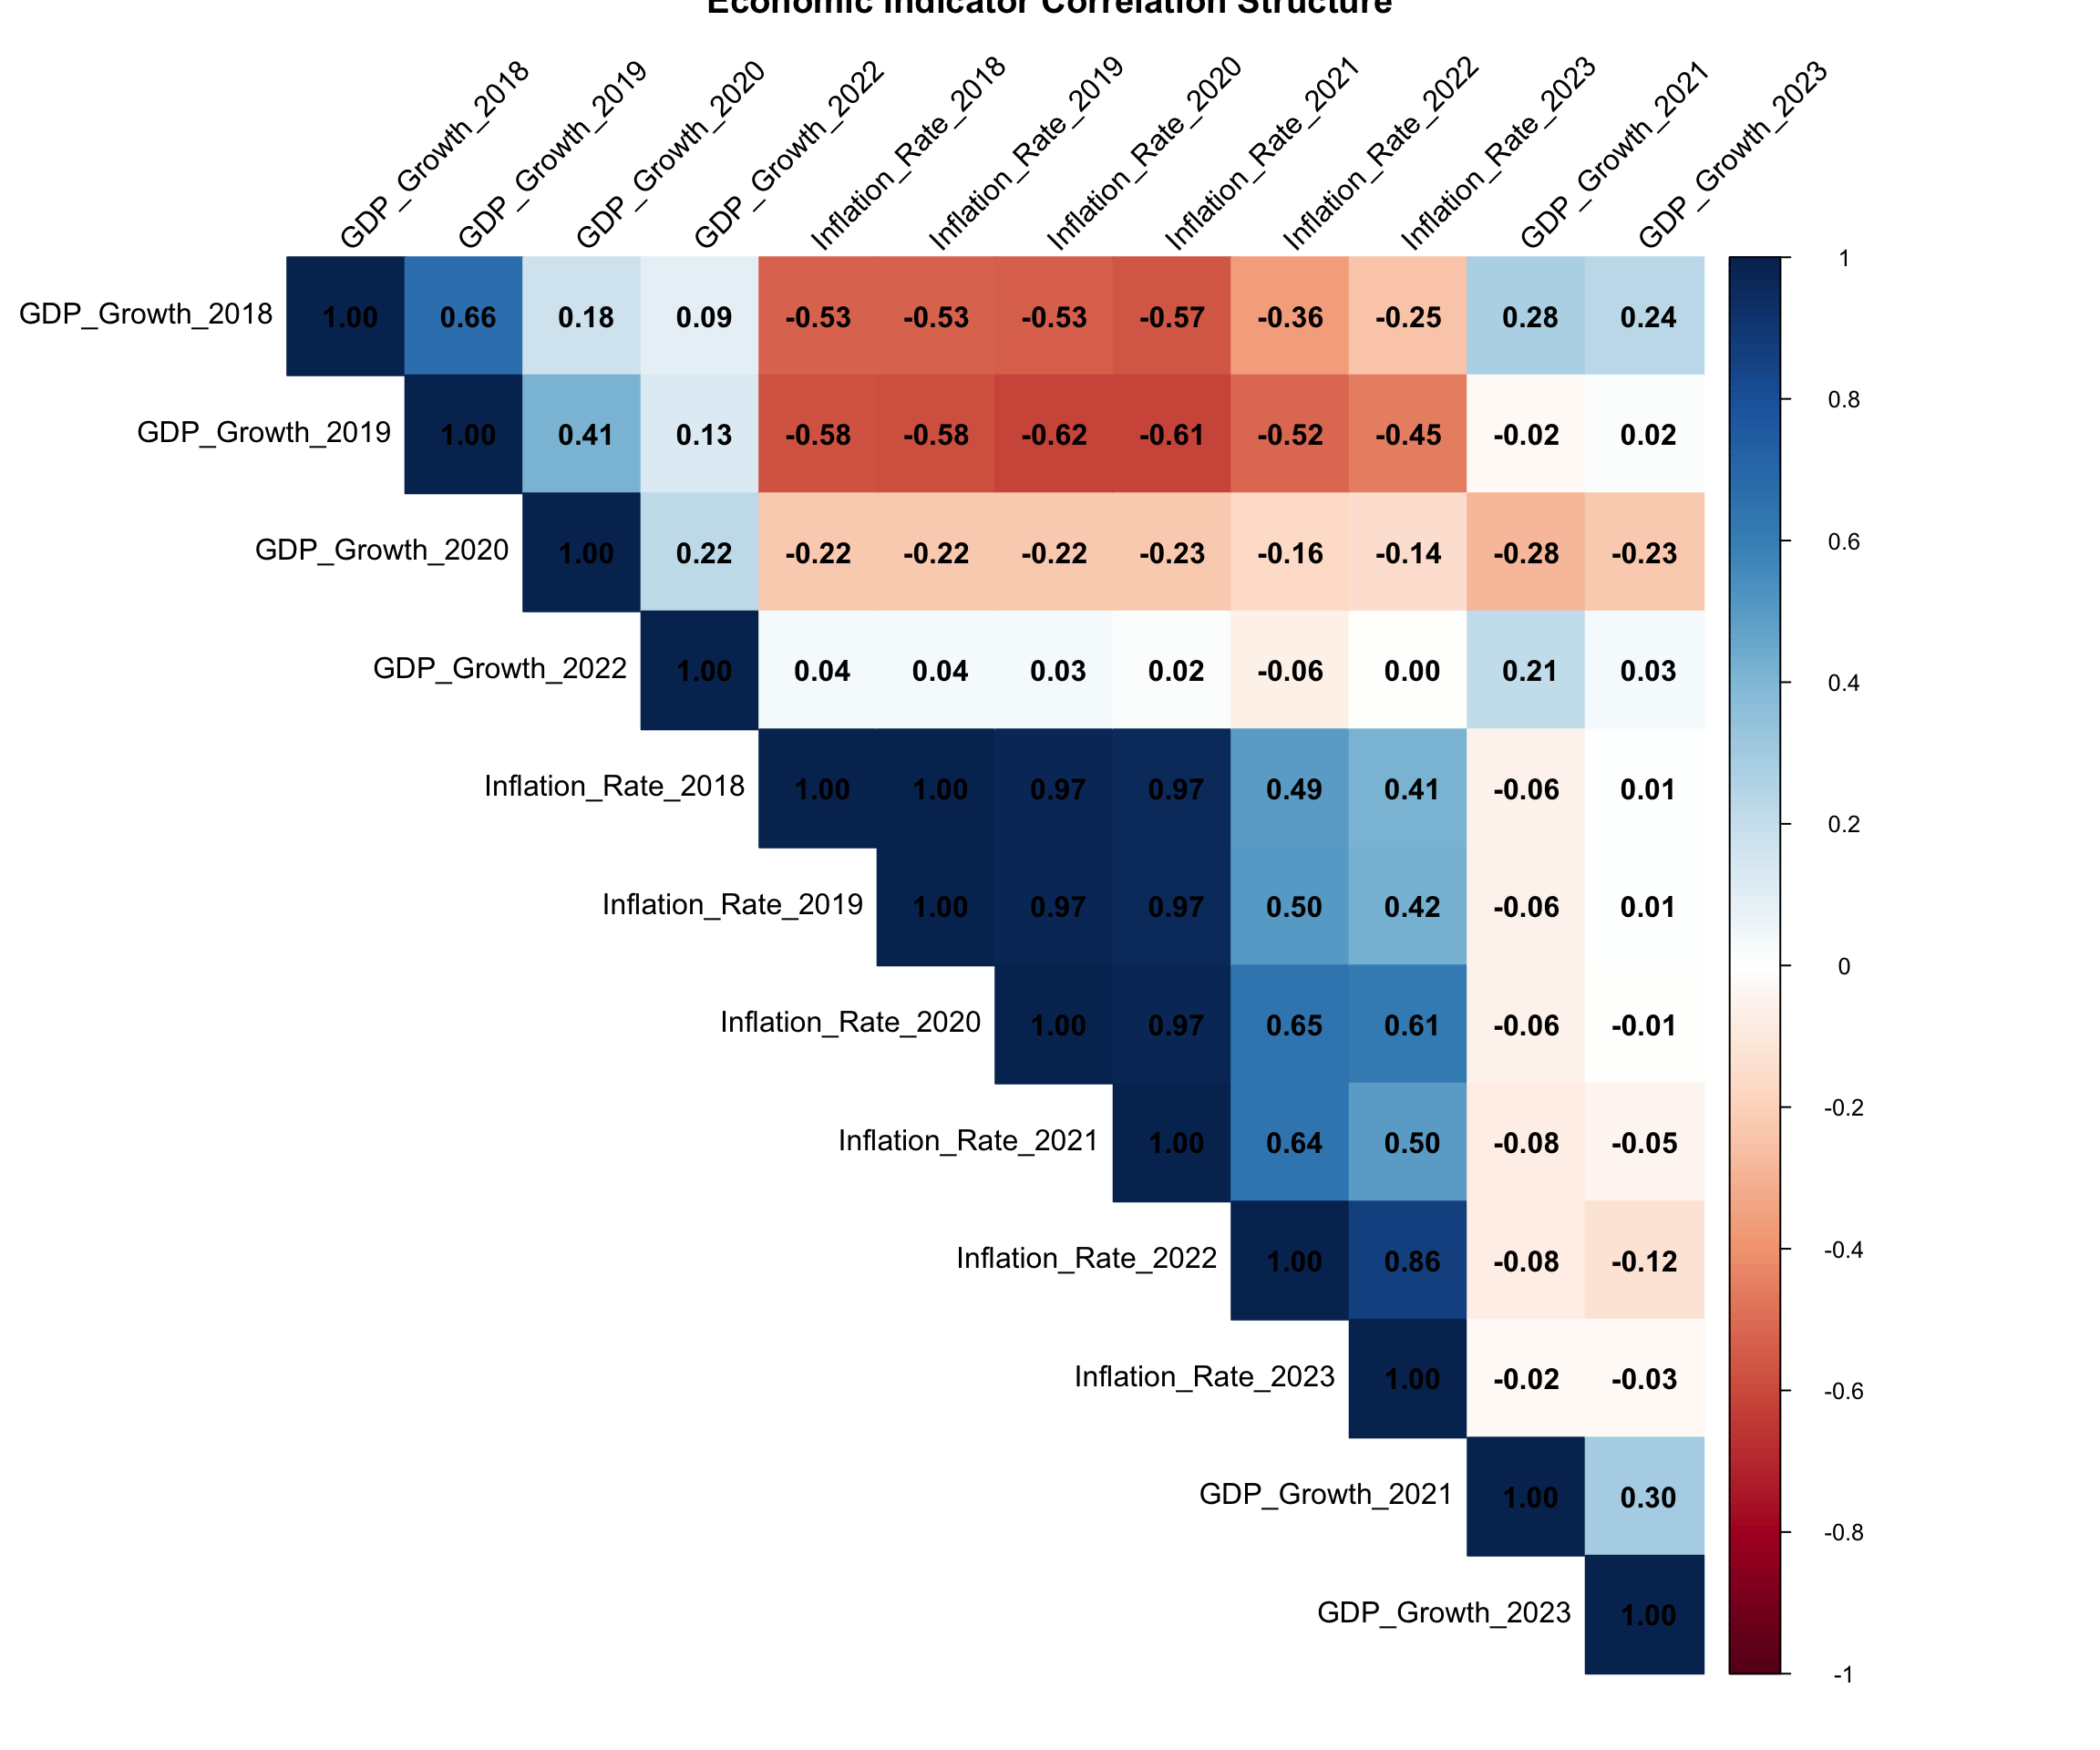 Economic Indicator Correlation Structure
GDP_Growth_2018
GDP_Growth_2019
GDP_Growth_2020
GDP_Growth_2022
Inflation_Rate_2018
Inflation_Rate_2019
Inflation_Rate_2020
Inflation_Rate_2021
Inflation_Rate_2022
Inflation_Rate_2023
GDP_Growth_2021
GDP_Growth_2023
GDP_Growth_2018 1.00 0.66 0.18 0.09 -0.53 -0.53 -0.53 -0.57 -0.36 -0.25 0.28 0.24
GDP_Growth_2019 1.00 0.41 0.13 -0.58 -0.58 -0.62 -0.61 -0.52 -0.45 -0.02 0.02
GDP_Growth_2020 1.00 0.22 -0.22 -0.22 -0.22 -0.23 -0.16 -0.14 -0.28 -0.23
GDP_Growth_2022 1.00 0.04 0.04 0.03 0.02 -0.06 0.00 0.21 0.03
Inflation_Rate_2018 1.00 1.00 0.97 0.97 0.49 0.41 -0.06 0.01
Inflation_Rate_2019 1.00 0.97 0.97 0.50 0.42 -0.06 0.01
Inflation_Rate_2020 1.00 0.97 0.65 0.61 -0.06 -0.01
Inflation_Rate_2021 1.00 0.64 0.50 -0.08 -0.05
Inflation_Rate_2022 1.00 0.86 -0.08 -0.12
Inflation_Rate_2023 1.00 -0.02 -0.03
GDP_Growth_2021 1.00 0.30
GDP_Growth_2023 1.00
1
0.8
0.6
0.4
0.2
0
-0.2
-0.4
-0.6
-0.8
-1